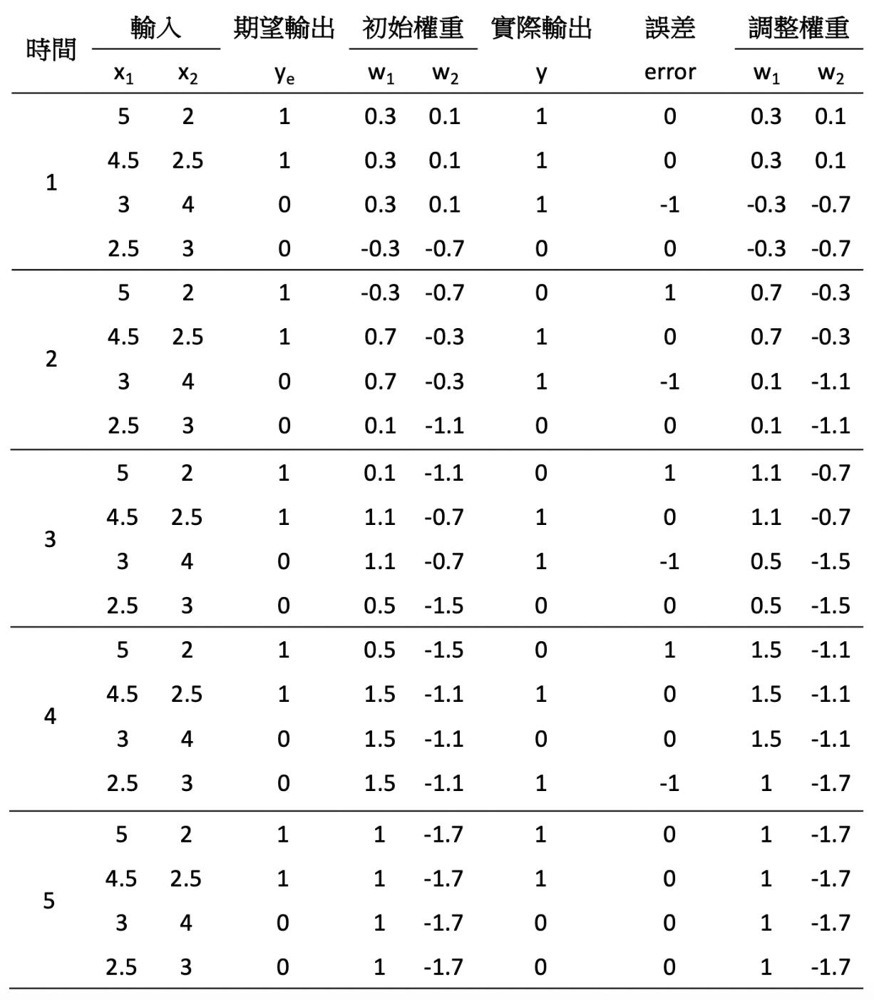 時間 輸入 期望輸出 初始權重 實際輸出 誤差 調整權重
x₁ x₂ yₑ w₁ w₂ y error w₁ w₂
1
5 2 1 0.3 0.1 1 0 0.3 0.1
4.5 2.5 1 0.3 0.1 1 0 0.3 0.1
3 4 0 0.3 0.1 1 -1 -0.3 -0.7
2.5 3 0 -0.3 -0.7 0 0 -0.3 -0.7
2
5 2 1 -0.3 -0.7 0 1 0.7 -0.3
4.5 2.5 1 0.7 -0.3 1 0 0.7 -0.3
3 4 0 0.7 -0.3 1 -1 0.1 -1.1
2.5 3 0 0.1 -1.1 0 0 0.1 -1.1
3
5 2 1 0.1 -1.1 0 1 1.1 -0.7
4.5 2.5 1 1.1 -0.7 1 0 1.1 -0.7
3 4 0 1.1 -0.7 1 -1 0.5 -1.5
2.5 3 0 0.5 -1.5 0 0 0.5 -1.5
4
5 2 1 0.5 -1.5 0 1 1.5 -1.1
4.5 2.5 1 1.5 -1.1 1 0 1.5 -1.1
3 4 0 1.5 -1.1 0 0 1.5 -1.1
2.5 3 0 1.5 -1.1 1 -1 1 -1.7
5
5 2 1 1 -1.7 1 0 1 -1.7
4.5 2.5 1 1 -1.7 1 0 1 -1.7
3 4 0 1 -1.7 0 0 1 -1.7
2.5 3 0 1 -1.7 0 0 1 -1.7